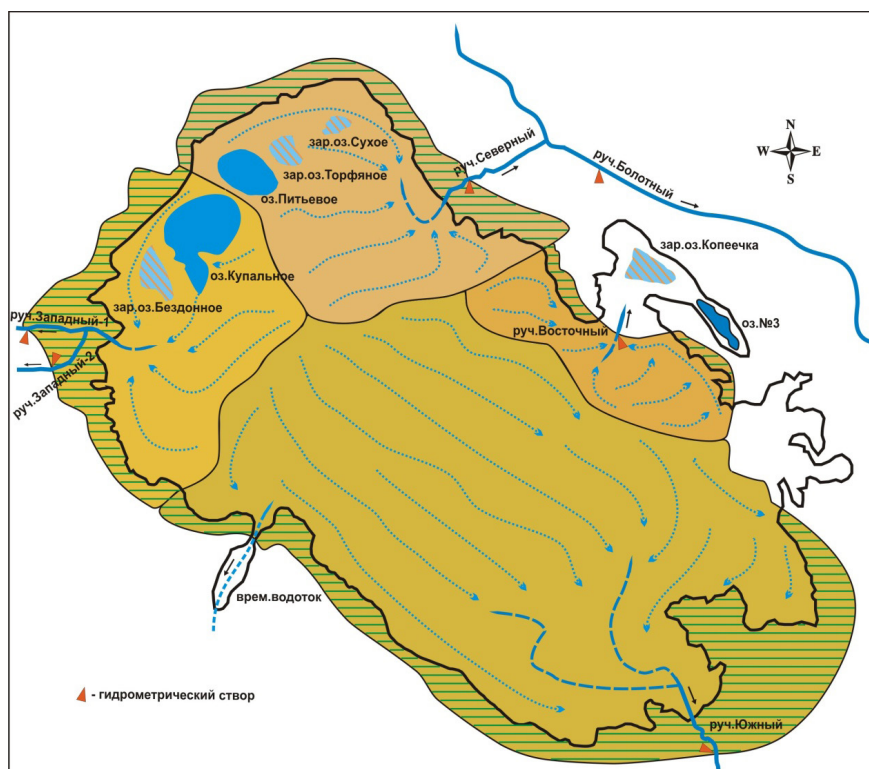 зар.оз.Сухое
зар.оз.Торфяное
оз.Питьевое
руч.Северный
руч.Болотный
N
W E
S
зар.оз.Копеечка
оз.Купальное
зар.оз.Бездонное
руч.Западный-1
руч.Западный-2
руч.Восточный
оз.№3
врем.водоток
- гидрометрический створ
руч.Южный